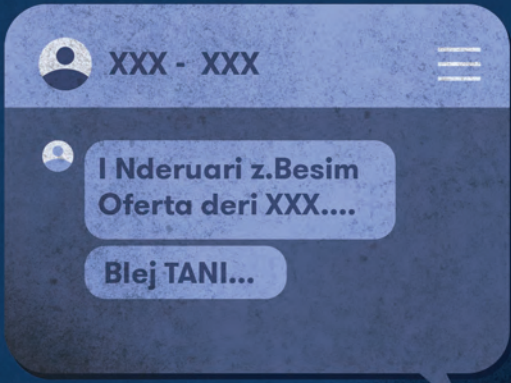 XXX - XXX
I Nderuari z.Besim
Oferta deri XXX....
Blej TANI...